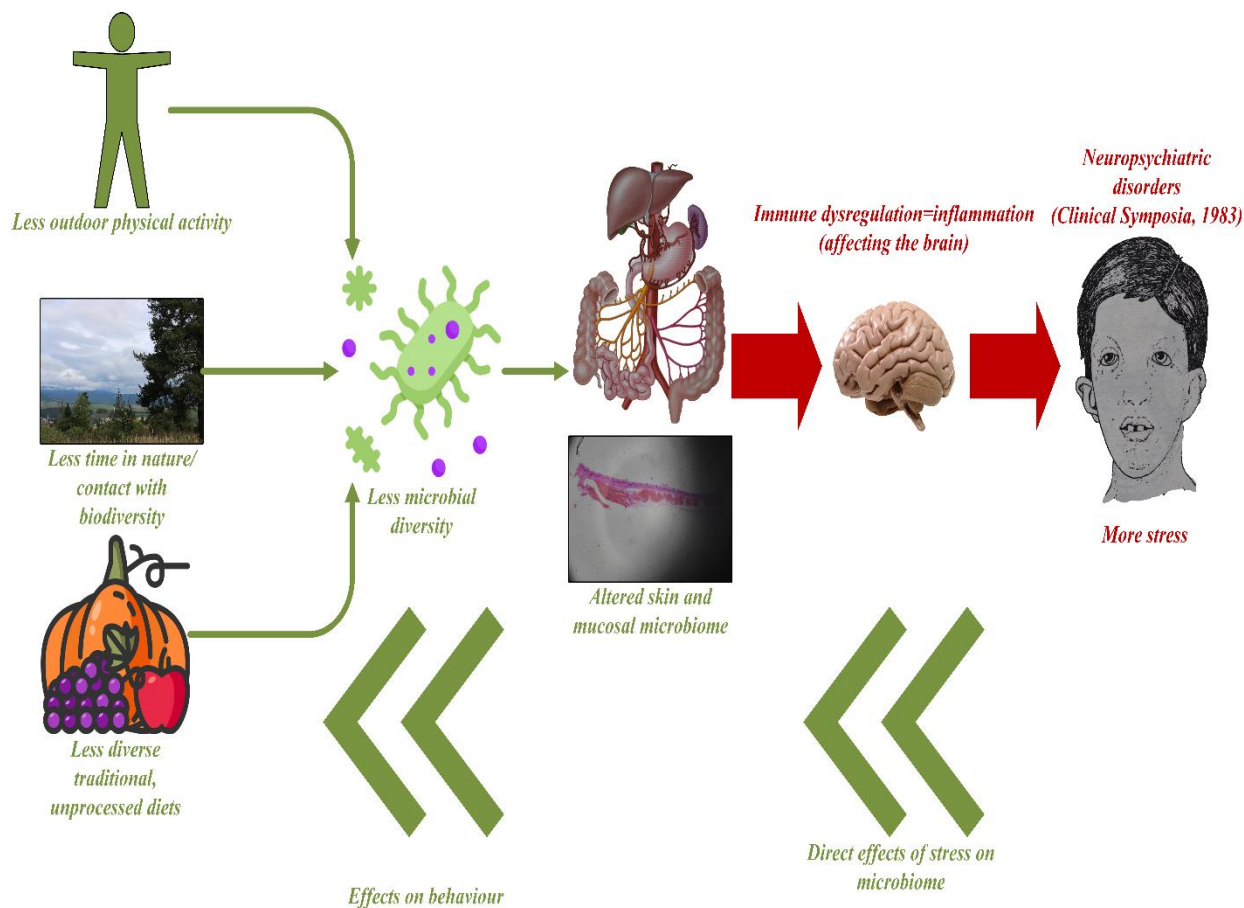 Less outdoor physical activity
Less time in nature/
contact with
biodiversity
Less diverse
traditional,
unprocessed diets
Less microbial
diversity
Altered skin and
mucosal microbiome
Immune dysregulation=inflammation
(affecting the brain)
Neuropsychiatric
disorders
(Clinical Symposia, 1983)
More stress
Effects on behaviour
Direct effects of stress on
microbiome